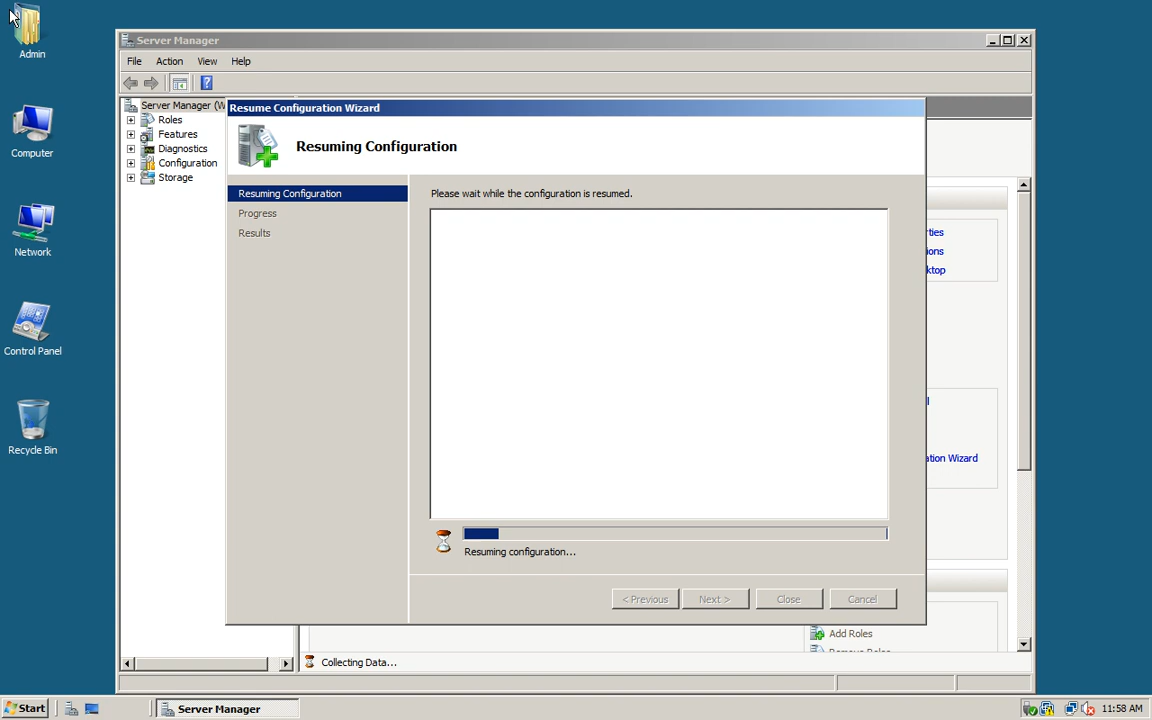 Admin
Computer
Network
Control Panel
Recycle Bin
Server Manager
File Action View Help
Server Manager (W
Roles
Features
Diagnostics
Configuration
Storage
Resume Configuration Wizard
Resuming Configuration
Resuming Configuration
Progress
Results
Please wait while the configuration is resumed.
Resuming configuration...
< Previous Next > Close Cancel
rties
ions
ktop
ation Wizard
Add Roles
Collecting Data...
Start
Server Manager
11:58 AM